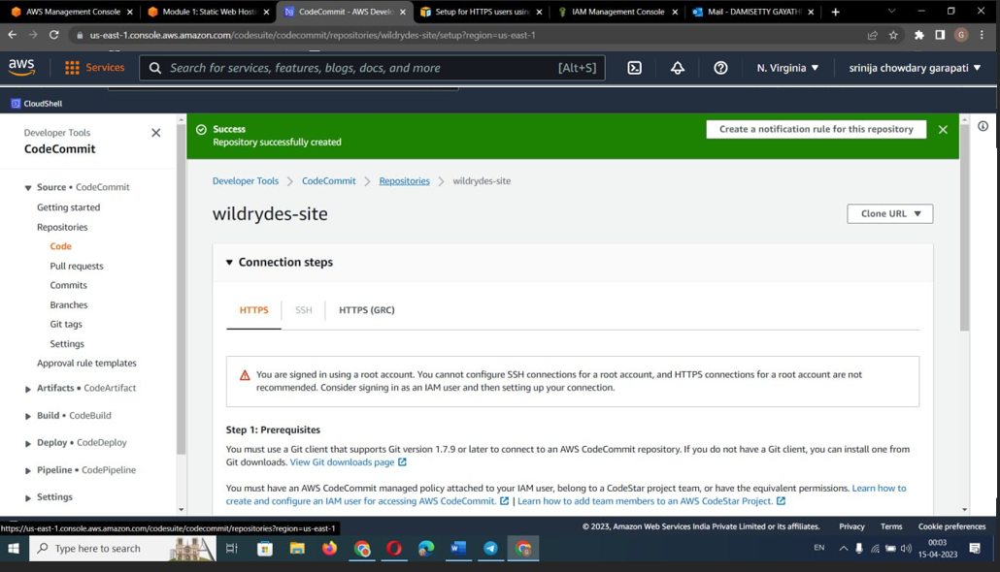 AWS Management Console
Module 1: Static Web Host
CodeCommit - AWS Develo
Setup for HTTPS users usin
IAM Management Console
Mail - DAMISETTY GAYATH
us-east-1.console.aws.amazon.com/codesuite/codecommit/repositories/wildrydes-site/setup?region=us-east-1
G
aws
Services
Search for services, features, blogs, docs, and more
[Alt+S]
N. Virginia
srinija chowdary garapati
CloudShell
Developer Tools
CodeCommit
Source • CodeCommit
Getting started
Repositories
Code
Pull requests
Commits
Branches
Git tags
Settings
Approval rule templates
Artifacts • CodeArtifact
Build • CodeBuild
Deploy • CodeDeploy
Pipeline • CodePipeline
Settings
Success
Repository successfully created
Create a notification rule for this repository
Developer Tools > CodeCommit > Repositories > wildrydes-site
wildrydes-site
Clone URL
Connection steps
HTTPS
SSH
HTTPS (GRC)
You are signed in using a root account. You cannot configure SSH connections for a root account, and HTTPS connections for a root account are not
recommended. Consider signing in as an IAM user and then setting up your connection.
Step 1: Prerequisites
You must use a Git client that supports Git version 1.7.9 or later to connect to an AWS CodeCommit repository. If you do not have a Git client, you can install one from
Git downloads. View Git downloads page
You must have an AWS CodeCommit managed policy attached to your IAM user, belong to a CodeStar project team, or have the equivalent permissions. Learn how to
create and configure an IAM user for accessing AWS CodeCommit. | Learn how to add team members to an AWS CodeStar Project.
https://us-east-1.console.aws.amazon.com/codesuite/codecommit/repositories?region=us-east-1
© 2023, Amazon Web Services India Private Limited or its affiliates.
Privacy
Terms
Cookie preferences
Type here to search
EN
00:03
15-04-2023